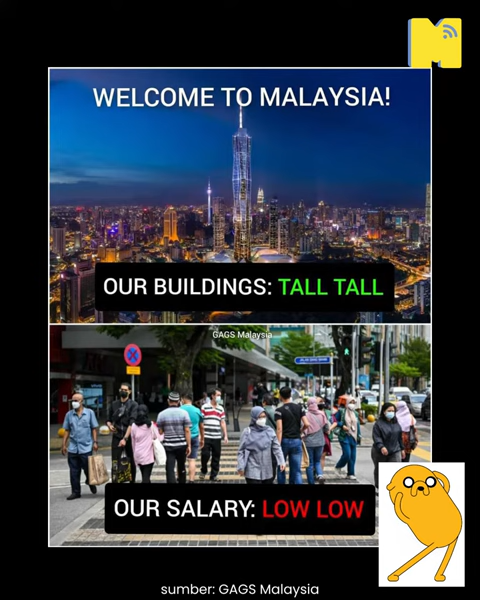 WELCOME TO MALAYSIA!
OUR BUILDINGS: TALL TALL
GAGS Malaysia
OUR SALARY: LOW LOW
sumber: GAGS Malaysia